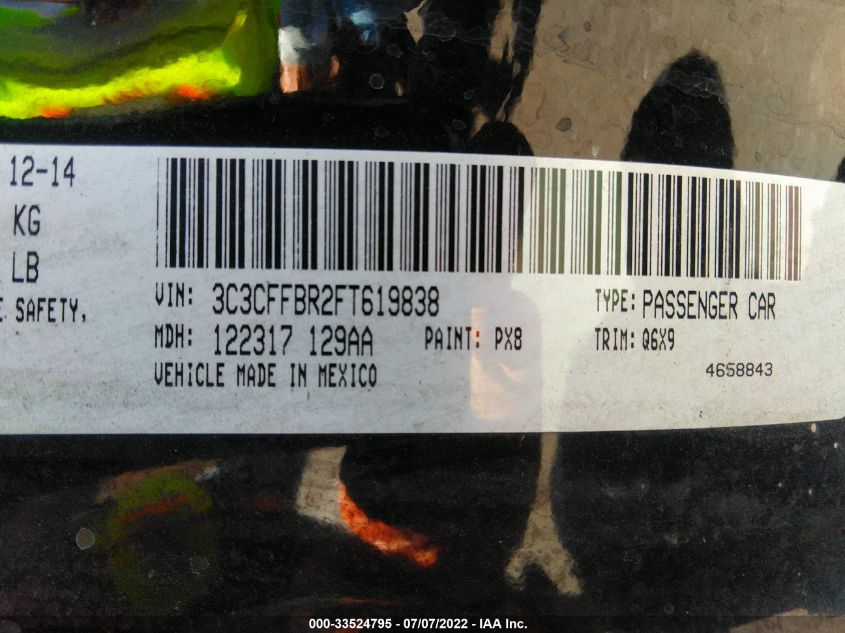 12-14
KG
LB
E SAFETY,
VIN: 3C3CFFBR2FT619838 TYPE: PASSENGER CAR
MDH: 122317 129AA PAINT: PX8 TRIM: Q6X9
VEHICLE MADE IN MEXICO 4658843
000-33524795 - 07/07/2022 - IAA Inc.